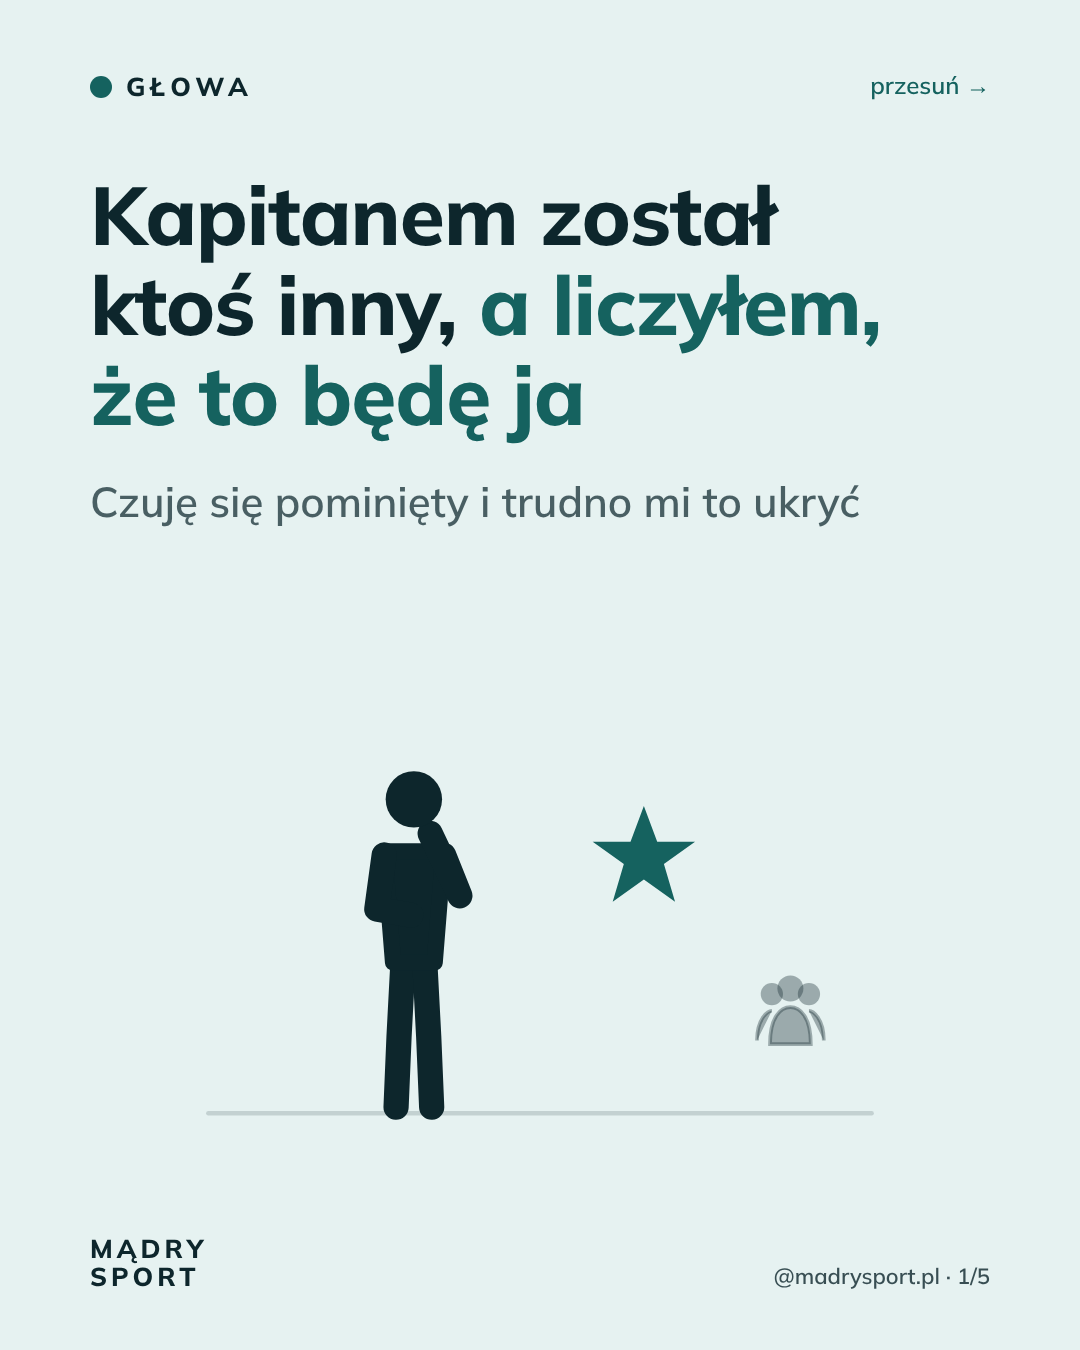 GŁOWA
przesuń →
Kapitanem został
ktoś inny, a liczyłem,
że to będę ja
Czuję się pominięty i trudno mi to ukryć
MĄDRY
SPORT
@madrysport.pl · 1/5